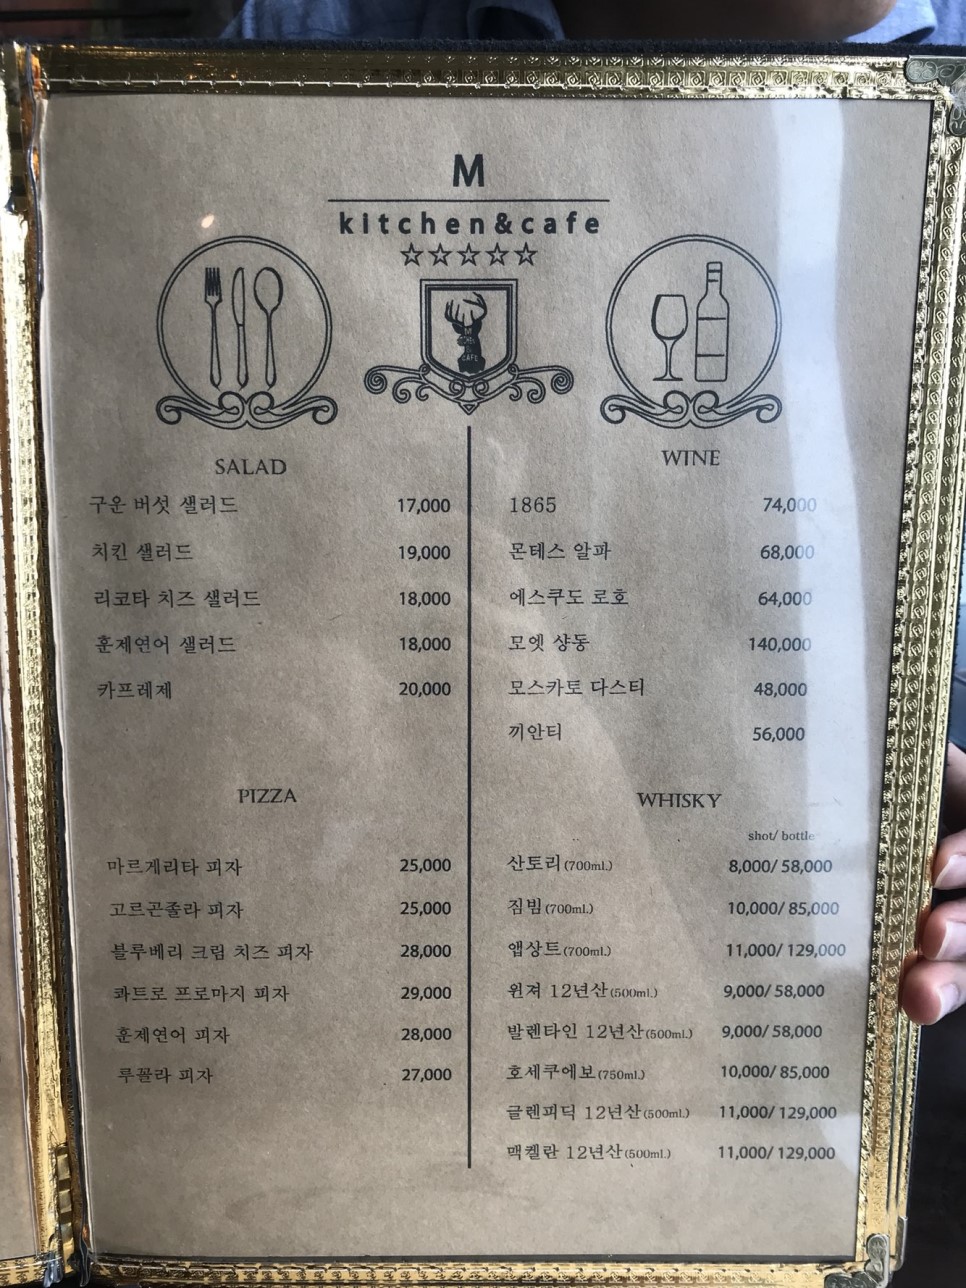 M
kitchen&cafe
SALAD
구운 버섯 샐러드 17,000
치킨 샐러드 19,000
리코타 치즈 샐러드 18,000
훈제연어 샐러드 18,000
카프레제 20,000
PIZZA
마르게리타 피자 25,000
고르곤졸라 피자 25,000
블루베리 크림 치즈 피자 28,000
콰트로 프로마지 피자 29,000
훈제연어 피자 28,000
루꼴라 피자 27,000
WINE
1865 74,000
몬테스 알파 68,000
에스쿠도 로호 64,000
모엣 샹동 140,000
모스카토 다스티 48,000
끼안티 56,000
WHISKY
shot/ bottle
산토리(700ml.) 8,000/ 58,000
짐빔(700ml.) 10,000/ 85,000
앱상트(700ml.) 11,000/ 129,000
윈져 12년산(500ml.) 9,000/ 58,000
발렌타인 12년산(500ml.) 9,000/ 58,000
호세쿠에보(750ml.) 10,000/ 85,000
글렌피딕 12년산(500ml.) 11,000/ 129,000
맥켈란 12년산(500ml.) 11,000/ 129,000